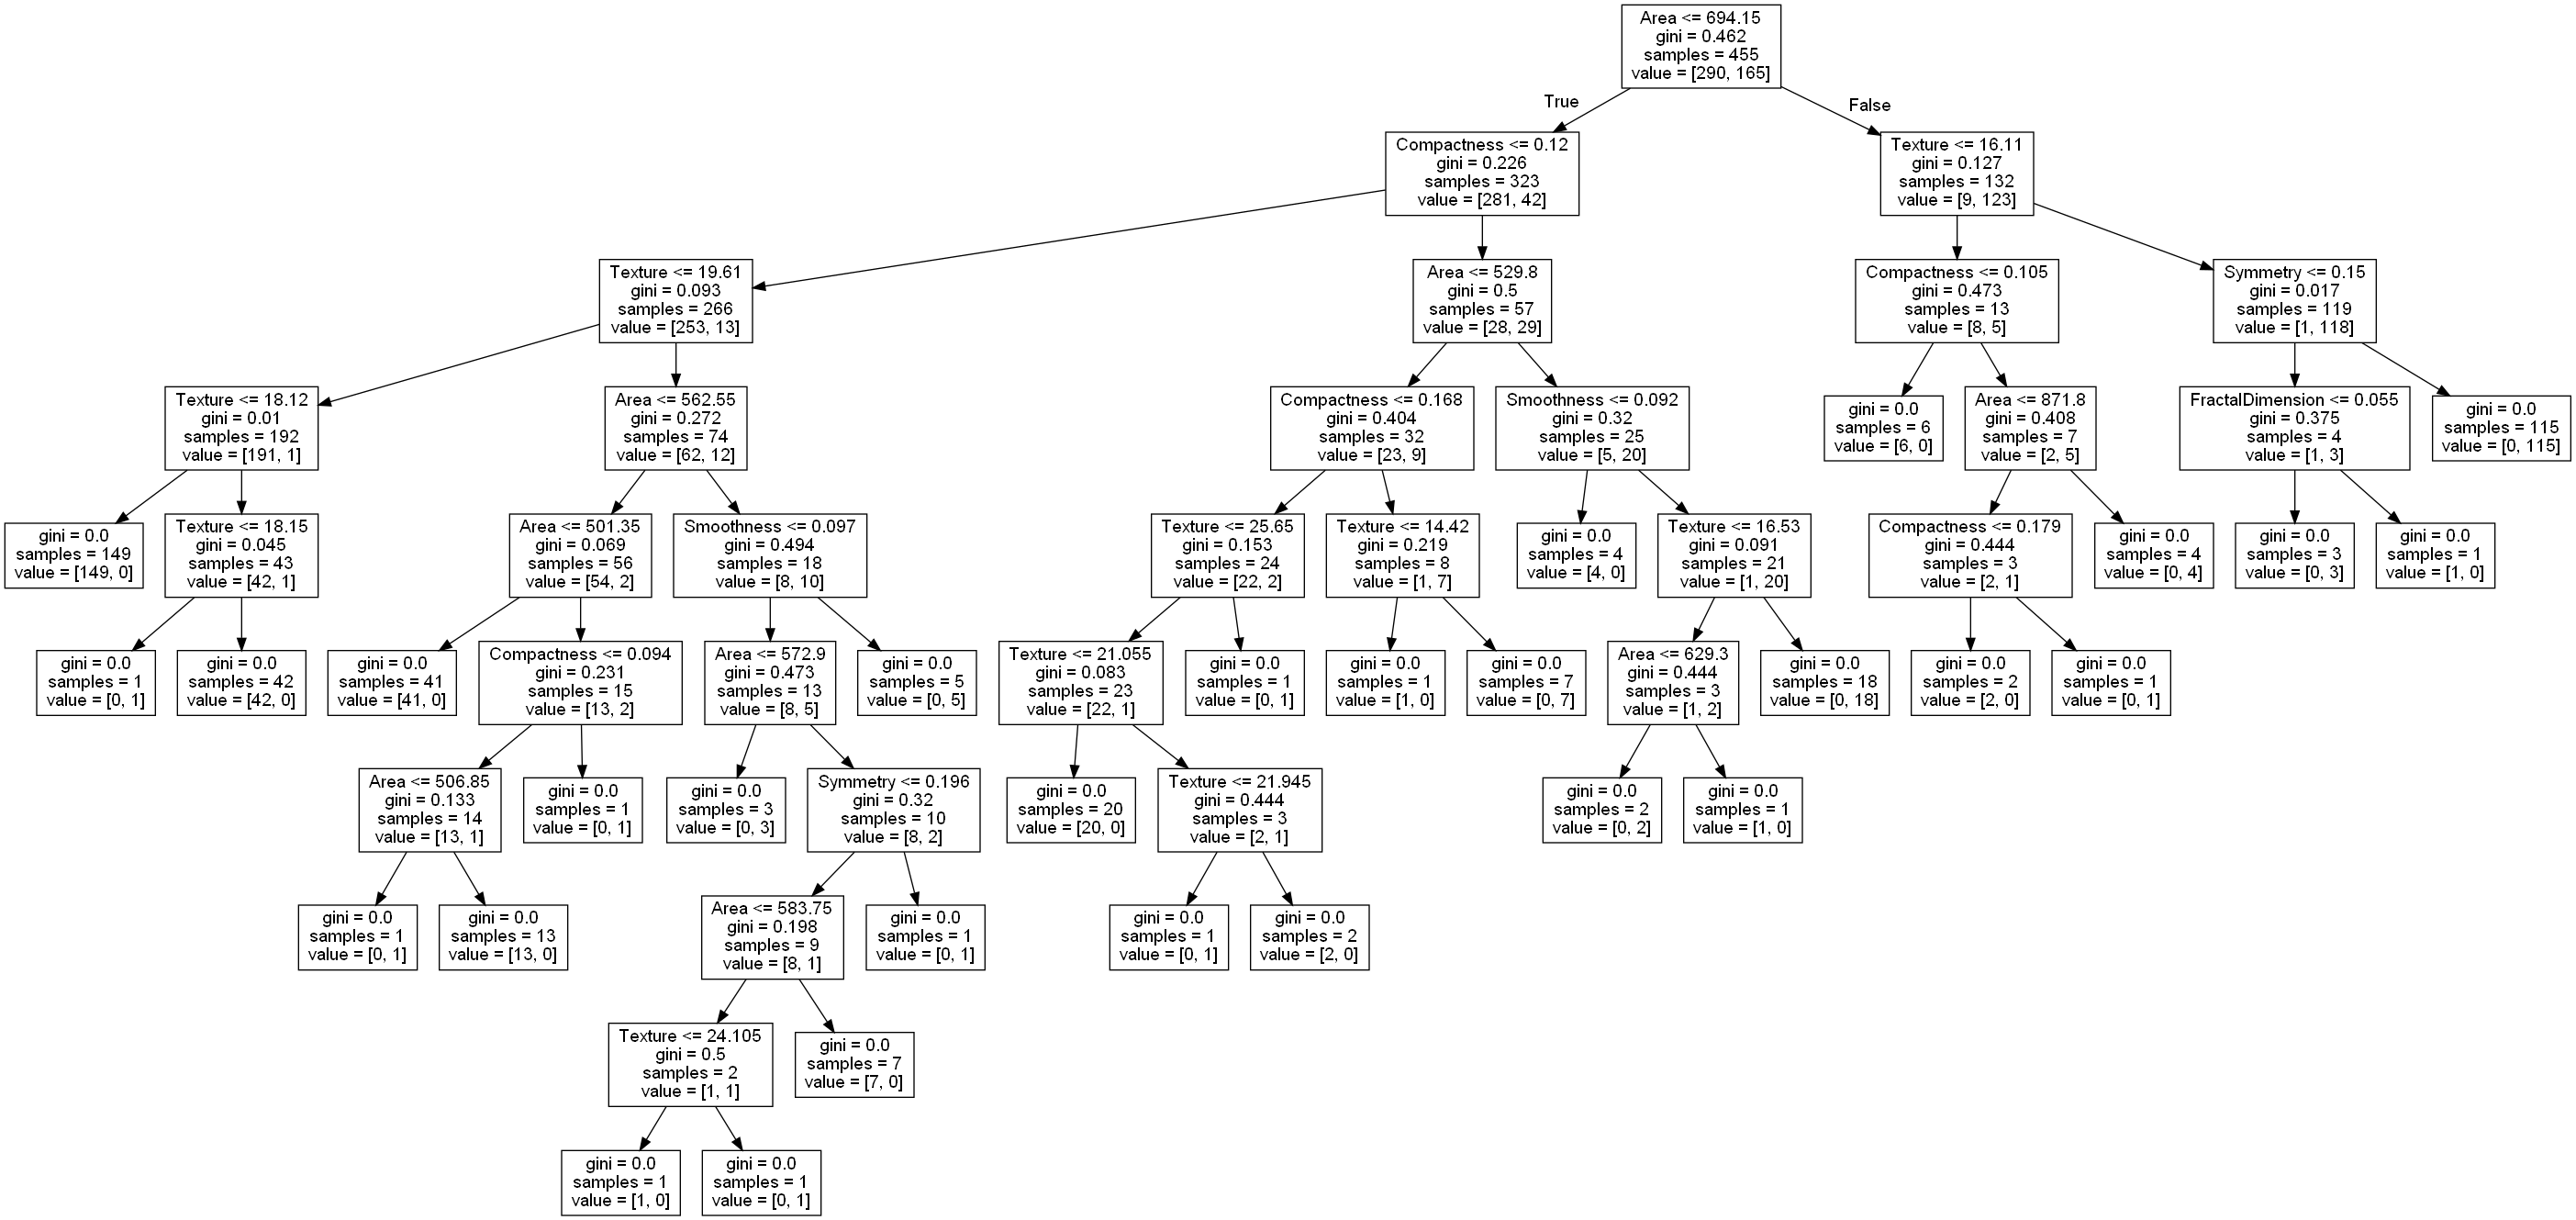 Area <= 694.15
gini = 0.462
samples = 455
value = [290, 165]
True
False
Compactness <= 0.12
gini = 0.226
samples = 323
value = [281, 42]
Texture <= 16.11
gini = 0.127
samples = 132
value = [9, 123]
Texture <= 19.61
gini = 0.093
samples = 266
value = [253, 13]
Area <= 529.8
gini = 0.5
samples = 57
value = [28, 29]
Compactness <= 0.105
gini = 0.473
samples = 13
value = [8, 5]
Symmetry <= 0.15
gini = 0.017
samples = 119
value = [1, 118]
Texture <= 18.12
gini = 0.01
samples = 192
value = [191, 1]
Area <= 562.55
gini = 0.272
samples = 74
value = [62, 12]
Compactness <= 0.168
gini = 0.404
samples = 32
value = [23, 9]
Smoothness <= 0.092
gini = 0.32
samples = 25
value = [5, 20]
gini = 0.0
samples = 6
value = [6, 0]
Area <= 871.8
gini = 0.408
samples = 7
value = [2, 5]
FractalDimension <= 0.055
gini = 0.375
samples = 4
value = [1, 3]
gini = 0.0
samples = 115
value = [0, 115]
gini = 0.0
samples = 149
value = [149, 0]
Texture <= 18.15
gini = 0.045
samples = 43
value = [42, 1]
Area <= 501.35
gini = 0.069
samples = 56
value = [54, 2]
Smoothness <= 0.097
gini = 0.494
samples = 18
value = [8, 10]
Texture <= 25.65
gini = 0.153
samples = 24
value = [22, 2]
Texture <= 14.42
gini = 0.219
samples = 8
value = [1, 7]
gini = 0.0
samples = 4
value = [4, 0]
Texture <= 16.53
gini = 0.091
samples = 21
value = [1, 20]
Compactness <= 0.179
gini = 0.444
samples = 3
value = [2, 1]
gini = 0.0
samples = 4
value = [0, 4]
gini = 0.0
samples = 3
value = [0, 3]
gini = 0.0
samples = 1
value = [1, 0]
gini = 0.0
samples = 1
value = [0, 1]
gini = 0.0
samples = 42
value = [42, 0]
gini = 0.0
samples = 41
value = [41, 0]
Compactness <= 0.094
gini = 0.231
samples = 15
value = [13, 2]
Area <= 572.9
gini = 0.473
samples = 13
value = [8, 5]
gini = 0.0
samples = 5
value = [0, 5]
Texture <= 21.055
gini = 0.083
samples = 23
value = [22, 1]
gini = 0.0
samples = 1
value = [0, 1]
gini = 0.0
samples = 1
value = [1, 0]
gini = 0.0
samples = 7
value = [0, 7]
Area <= 629.3
gini = 0.444
samples = 3
value = [1, 2]
gini = 0.0
samples = 18
value = [0, 18]
gini = 0.0
samples = 2
value = [2, 0]
gini = 0.0
samples = 1
value = [0, 1]
Area <= 506.85
gini = 0.133
samples = 14
value = [13, 1]
gini = 0.0
samples = 1
value = [0, 1]
gini = 0.0
samples = 3
value = [0, 3]
Symmetry <= 0.196
gini = 0.32
samples = 10
value = [8, 2]
gini = 0.0
samples = 20
value = [20, 0]
Texture <= 21.945
gini = 0.444
samples = 3
value = [2, 1]
gini = 0.0
samples = 2
value = [0, 2]
gini = 0.0
samples = 1
value = [1, 0]
gini = 0.0
samples = 1
value = [0, 1]
gini = 0.0
samples = 13
value = [13, 0]
Area <= 583.75
gini = 0.198
samples = 9
value = [8, 1]
gini = 0.0
samples = 1
value = [0, 1]
gini = 0.0
samples = 1
value = [0, 1]
gini = 0.0
samples = 2
value = [2, 0]
Texture <= 24.105
gini = 0.5
samples = 2
value = [1, 1]
gini = 0.0
samples = 7
value = [7, 0]
gini = 0.0
samples = 1
value = [1, 0]
gini = 0.0
samples = 1
value = [0, 1]